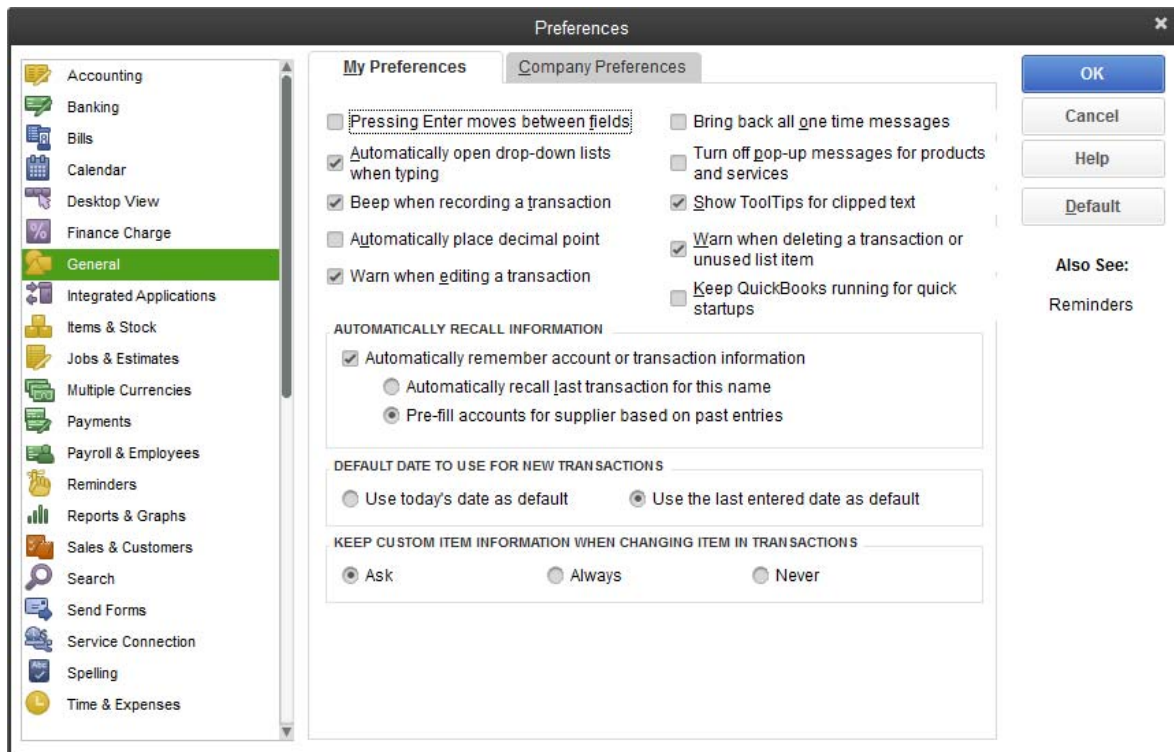 Preferences
Accounting
Banking
Bills
Calendar
Desktop View
Finance Charge
General
Integrated Applications
Items & Stock
Jobs & Estimates
Multiple Currencies
Payments
Payroll & Employees
Reminders
Reports & Graphs
Sales & Customers
Search
Send Forms
Service Connection
Abc
Spelling
Time & Expenses
My Preferences
Company Preferences
Pressing Enter moves between fields
Automatically open drop-down lists
when typing
Beep when recording a transaction
Automatically place decimal point
Warn when editing a transaction
Bring back all one time messages
Turn off pop-up messages for products
and services
Show ToolTips for clipped text
Warn when deleting a transaction or
unused list item
Keep QuickBooks running for quick
startups
AUTOMATICALLY RECALL INFORMATION
Automatically remember account or transaction information
Automatically recall last transaction for this name
Pre-fill accounts for supplier based on past entries
DEFAULT DATE TO USE FOR NEW TRANSACTIONS
Use today's date as default
Use the last entered date as default
KEEP CUSTOM ITEM INFORMATION WHEN CHANGING ITEM IN TRANSACTIONS
Ask
Always
Never
OK
Cancel
Help
Default
Also See:
Reminders